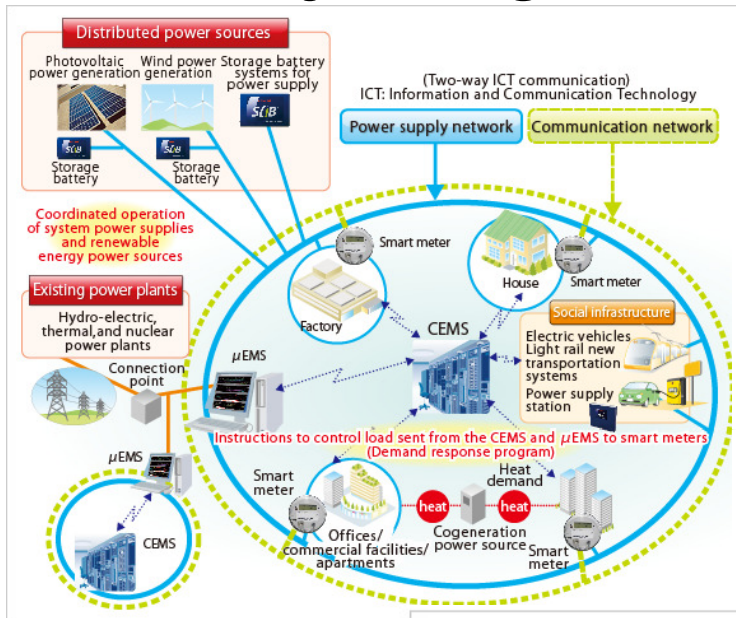 Distributed power sources
Photovoltaic
power generation
Wind power
generation
Storage battery
systems for
power supply
SCiB
SCiB
Storage
battery
SCiB
Storage
battery
(Two-way ICT communication)
ICT: Information and Communication Technology
Power supply network
Communication network
Coordinated operation
of system power supplies
and renewable
energy power sources
Smart meter
Factory
House
Smart meter
Existing power plants
Hydro-electric,
thermal,and nuclear
power plants
Connection
point
μEMS
CEMS
Social infrastructure
Electric vehicles
Light rail new
transportation
systems
Power supply
station
Instructions to control load sent from the CEMS and μEMS to smart meters
(Demand response program)
μEMS
CEMS
Smart
meter
Offices/
commercial facilities/
apartments
heat
Cogeneration
power source
heat
Heat
demand
Smart
meter